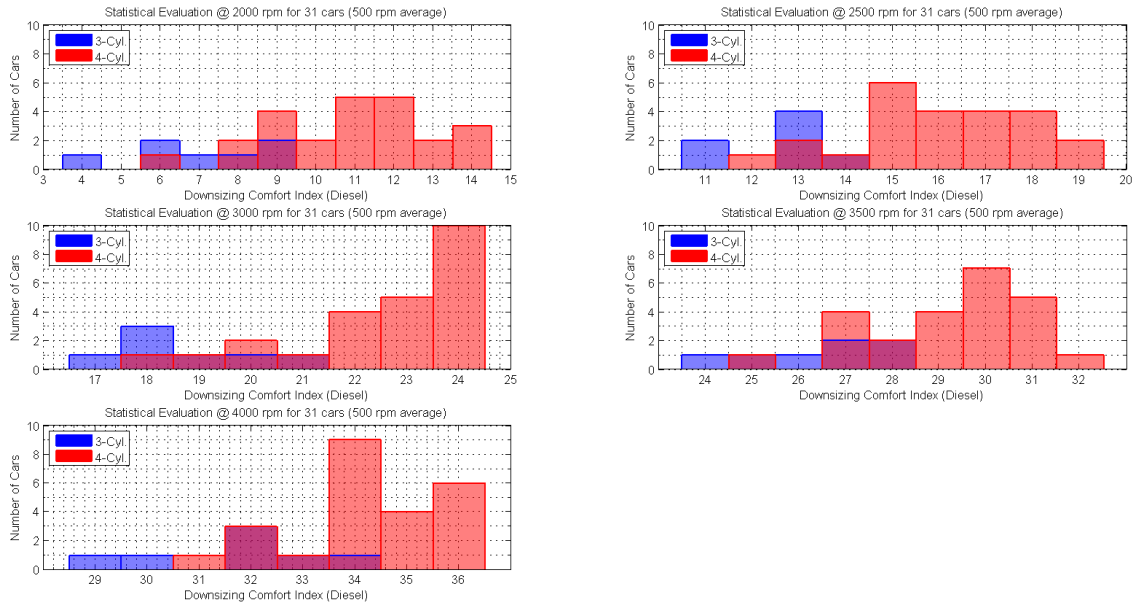 Statistical Evaluation @ 2000 rpm for 31 cars (500 rpm average)
10
8
6
4
2
0
Number of Cars
3-Cyl.
4-Cyl.
3 4 5 6 7 8 9 10 11 12 13 14 15
Downsizing Comfort Index (Diesel)
Statistical Evaluation @ 2500 rpm for 31 cars (500 rpm average)
10
8
6
4
2
0
Number of Cars
3-Cyl.
4-Cyl.
11 12 13 14 15 16 17 18 19 20
Downsizing Comfort Index (Diesel)
Statistical Evaluation @ 3000 rpm for 31 cars (500 rpm average)
10
8
6
4
2
0
Number of Cars
3-Cyl.
4-Cyl.
17 18 19 20 21 22 23 24 25
Downsizing Comfort Index (Diesel)
Statistical Evaluation @ 3500 rpm for 31 cars (500 rpm average)
10
8
6
4
2
0
Number of Cars
3-Cyl.
4-Cyl.
24 25 26 27 28 29 30 31 32
Downsizing Comfort Index (Diesel)
Statistical Evaluation @ 4000 rpm for 31 cars (500 rpm average)
10
8
6
4
2
0
Number of Cars
3-Cyl.
4-Cyl.
29 30 31 32 33 34 35 36
Downsizing Comfort Index (Diesel)